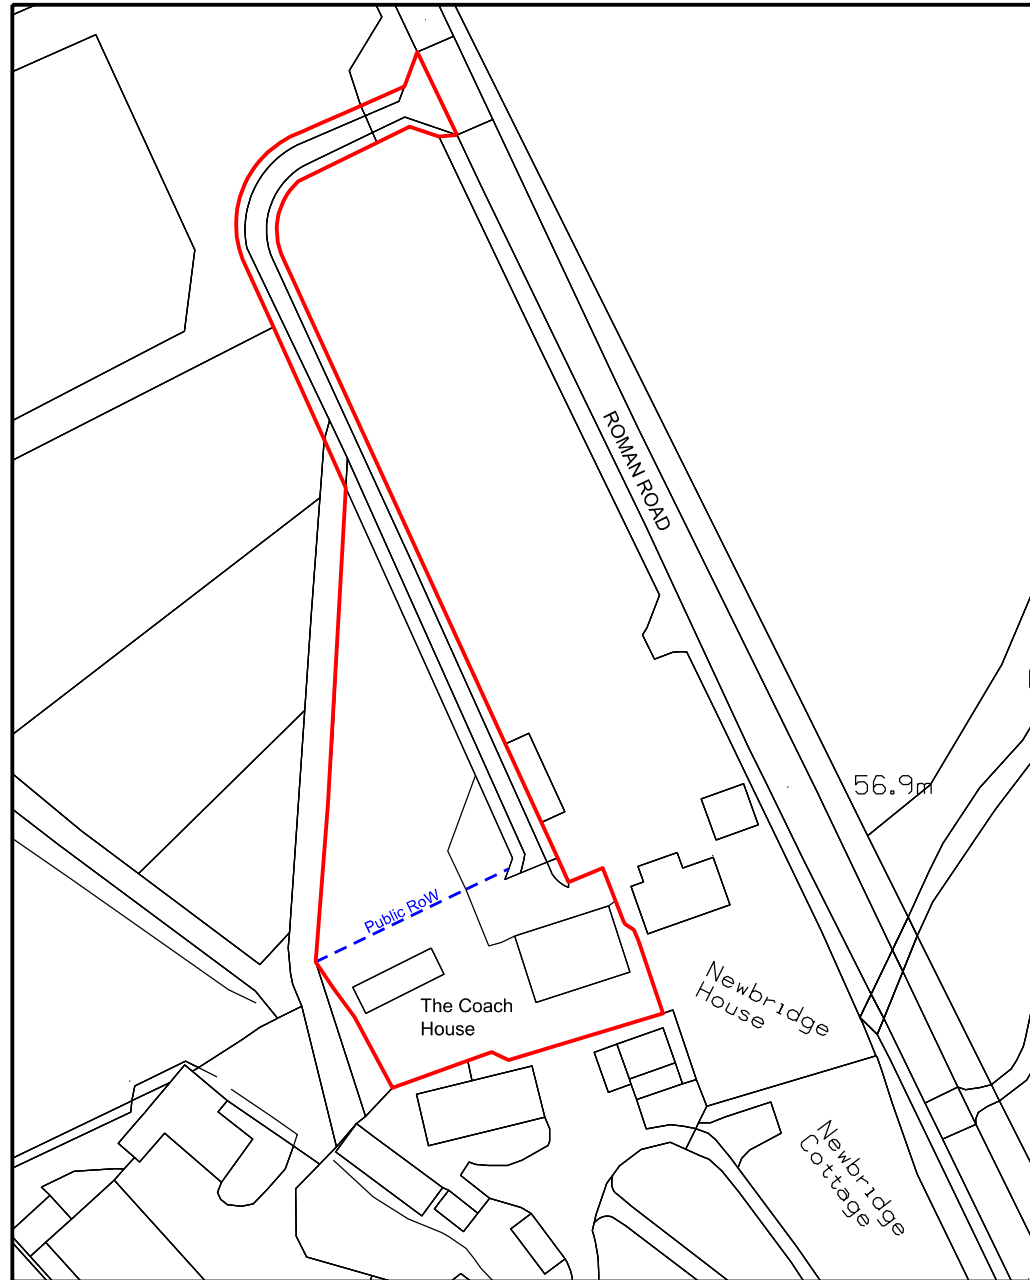 ROMAN ROAD
56.9m
Public RoW
Newbridge
House
The Coach
House
Newbridge
Cottage